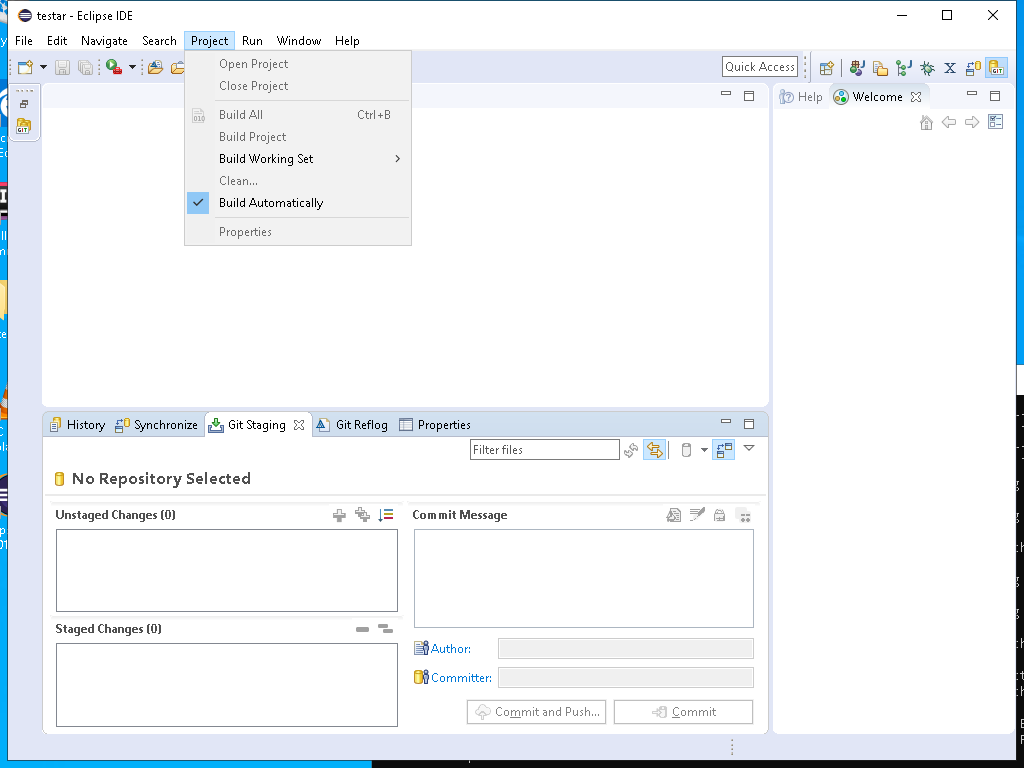 testar - Eclipse IDE
File Edit Navigate Search Project Run Window Help
Quick Access
Open Project
Close Project
Build All Ctrl+B
Build Project
Build Working Set
Clean...
Build Automatically
Properties
Help Welcome
History Synchronize Git Staging Git Reflog Properties
Filter files
No Repository Selected
Unstaged Changes (0)
Commit Message
Staged Changes (0)
Author:
Committer:
Commit and Push...
Commit